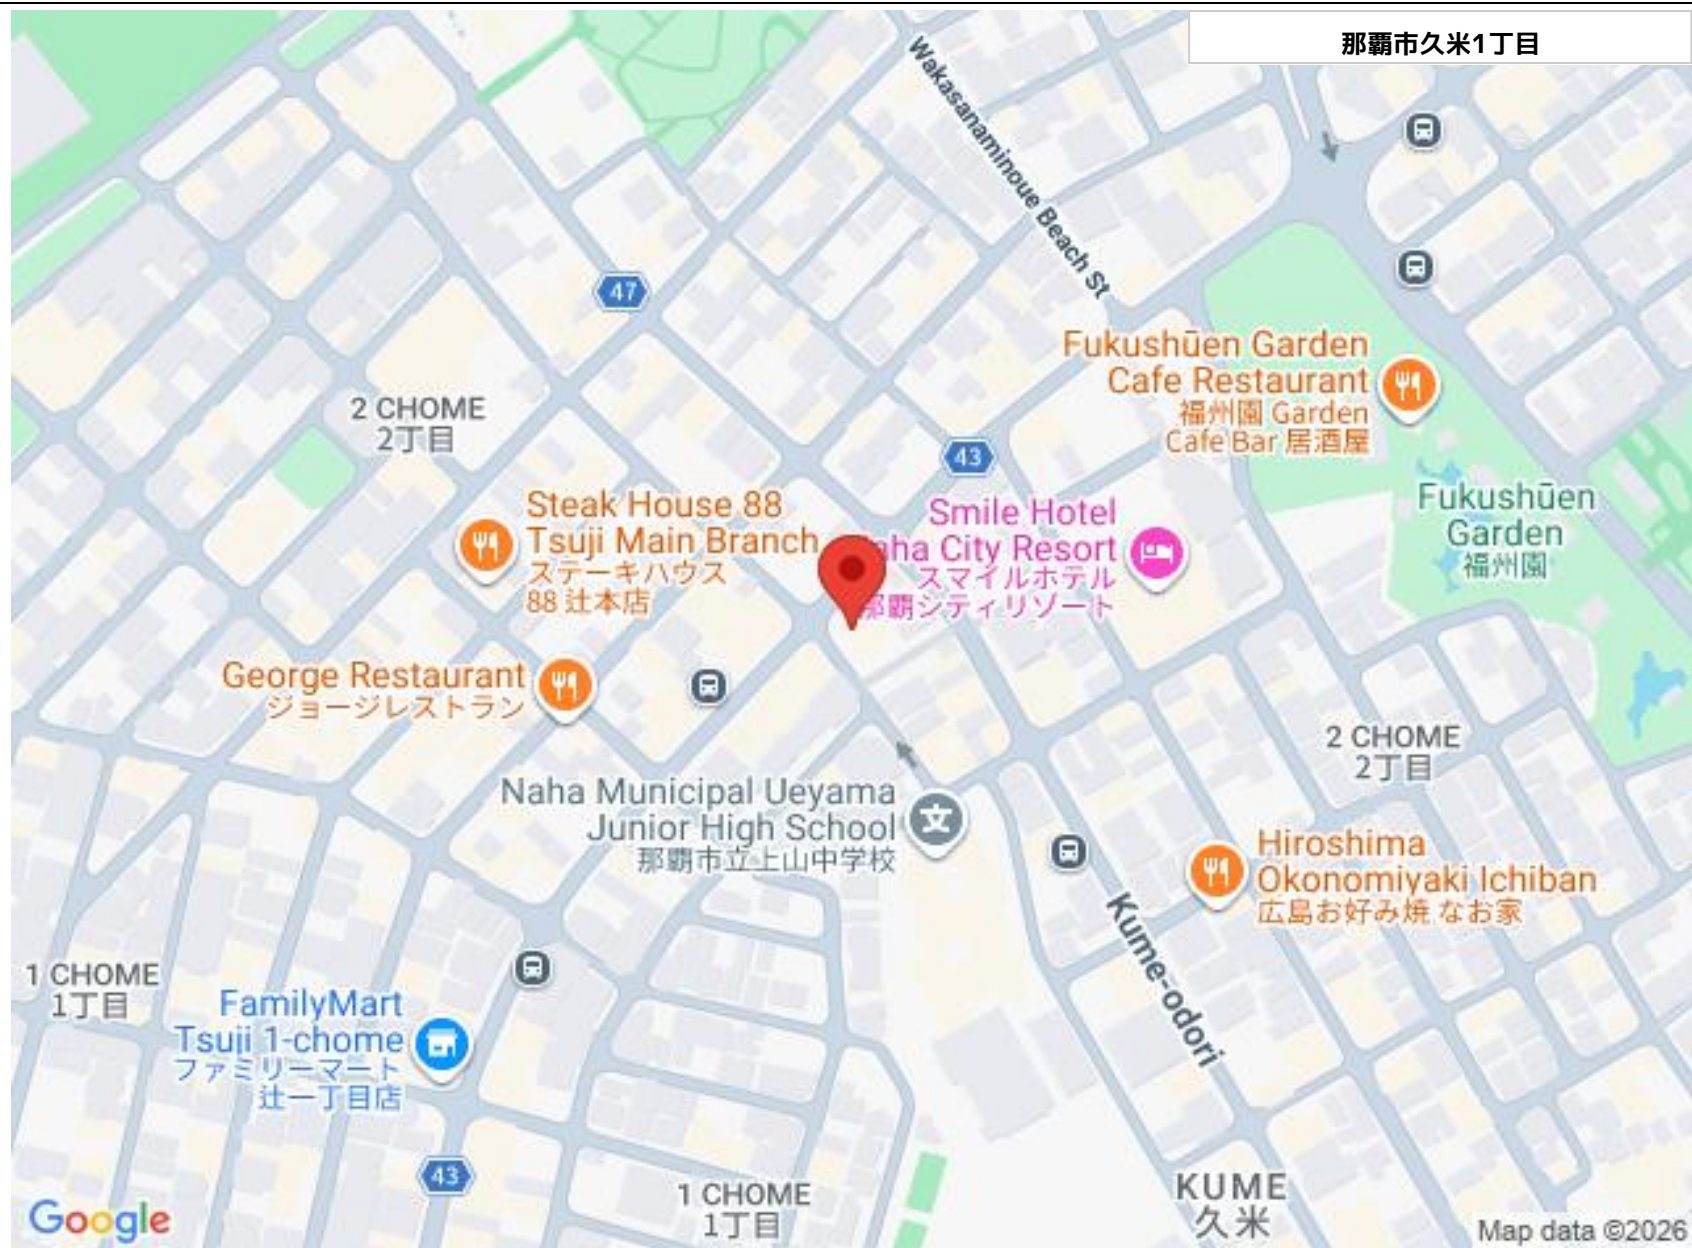 那覇市久米1丁目
Wakasanaminoue Beach St
47
Fukushūen Garden
Cafe Restaurant
福州園 Garden
Cafe Bar 居酒屋
2 CHOME
2丁目
43
Steak House 88
Tsuji Main Branch
ステーキハウス
88 辻本店
Smile Hotel
aha City Resort
スマイルホテル
那覇シティリゾート
Fukushūen
Garden
福州園
George Restaurant
ジョージレストラン
2 CHOME
2丁目
Naha Municipal Ueyama
Junior High School
那覇市立上山中学校
文
Hiroshima
Okonomiyaki Ichiban
広島お好み焼 なお家
Kume-odori
1 CHOME
1丁目
FamilyMart
Tsuji 1-chome
ファミリーマート
辻一丁目店
43
1 CHOME
1丁目
KUME
久米
Google
Map data ©2026